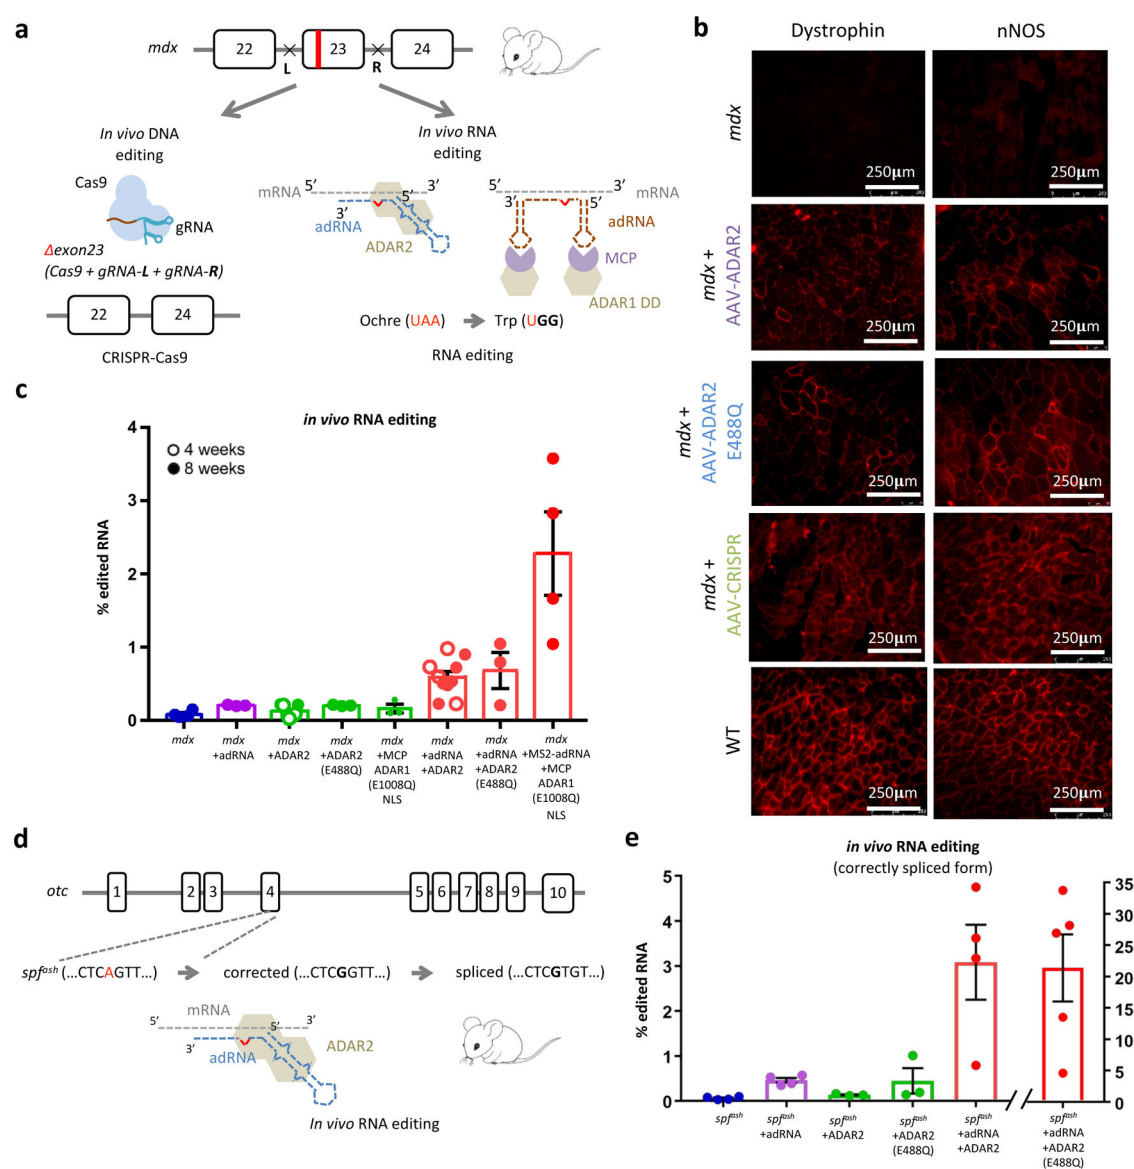 a
mdx
22
23
24
L
R
In vivo DNA
editing
Cas9
gRNA
Δexon23
(Cas9 + gRNA-L + gRNA-R)
22
24
CRISPR-Cas9
In vivo RNA
editing
5’
3’
mRNA
5’
3’
adRNA
ADAR2
5’
3’
mRNA
3’
5’
adRNA
MCP
ADAR1 DD
Ochre (UAA)
Trp (UGG)
RNA editing
b
Dystrophin
nNOS
mdx
250μm
250μm
mdx +
AAV-ADAR2
250μm
250μm
mdx +
AAV-ADAR2
E488Q
250μm
250μm
mdx +
AAV-CRISPR
250μm
250μm
WT
250μm
250μm
c
in vivo RNA editing
4 weeks
8 weeks
% edited RNA
4
3
2
1
0
mdx
mdx
+adRNA
mdx
+ADAR2
mdx
+ADAR2
(E488Q)
mdx
+MCP
ADAR1
(E1008Q)
NLS
mdx
+adRNA
+ADAR2
mdx
+adRNA
+ADAR2
(E488Q)
mdx
+MS2-adRNA
+MCP
ADAR1
(E1008Q)
NLS
d
otc
1
2
3
4
5
6
7
8
9
10
spfash (...CTCAGTT...)
corrected (...CTCGGTT...)
spliced (...CTCGTGT...)
mRNA
5’
5’
3’
3’
adRNA
ADAR2
In vivo RNA editing
e
in vivo RNA editing
(correctly spliced form)
% edited RNA
5
4
3
2
1
0
35
30
25
20
15
10
5
0
spfash
spfash
+adRNA
spfash
+ADAR2
spfash
+ADAR2
(E488Q)
spfash
+adRNA
+ADAR2
spfash
+adRNA
+ADAR2
(E488Q)